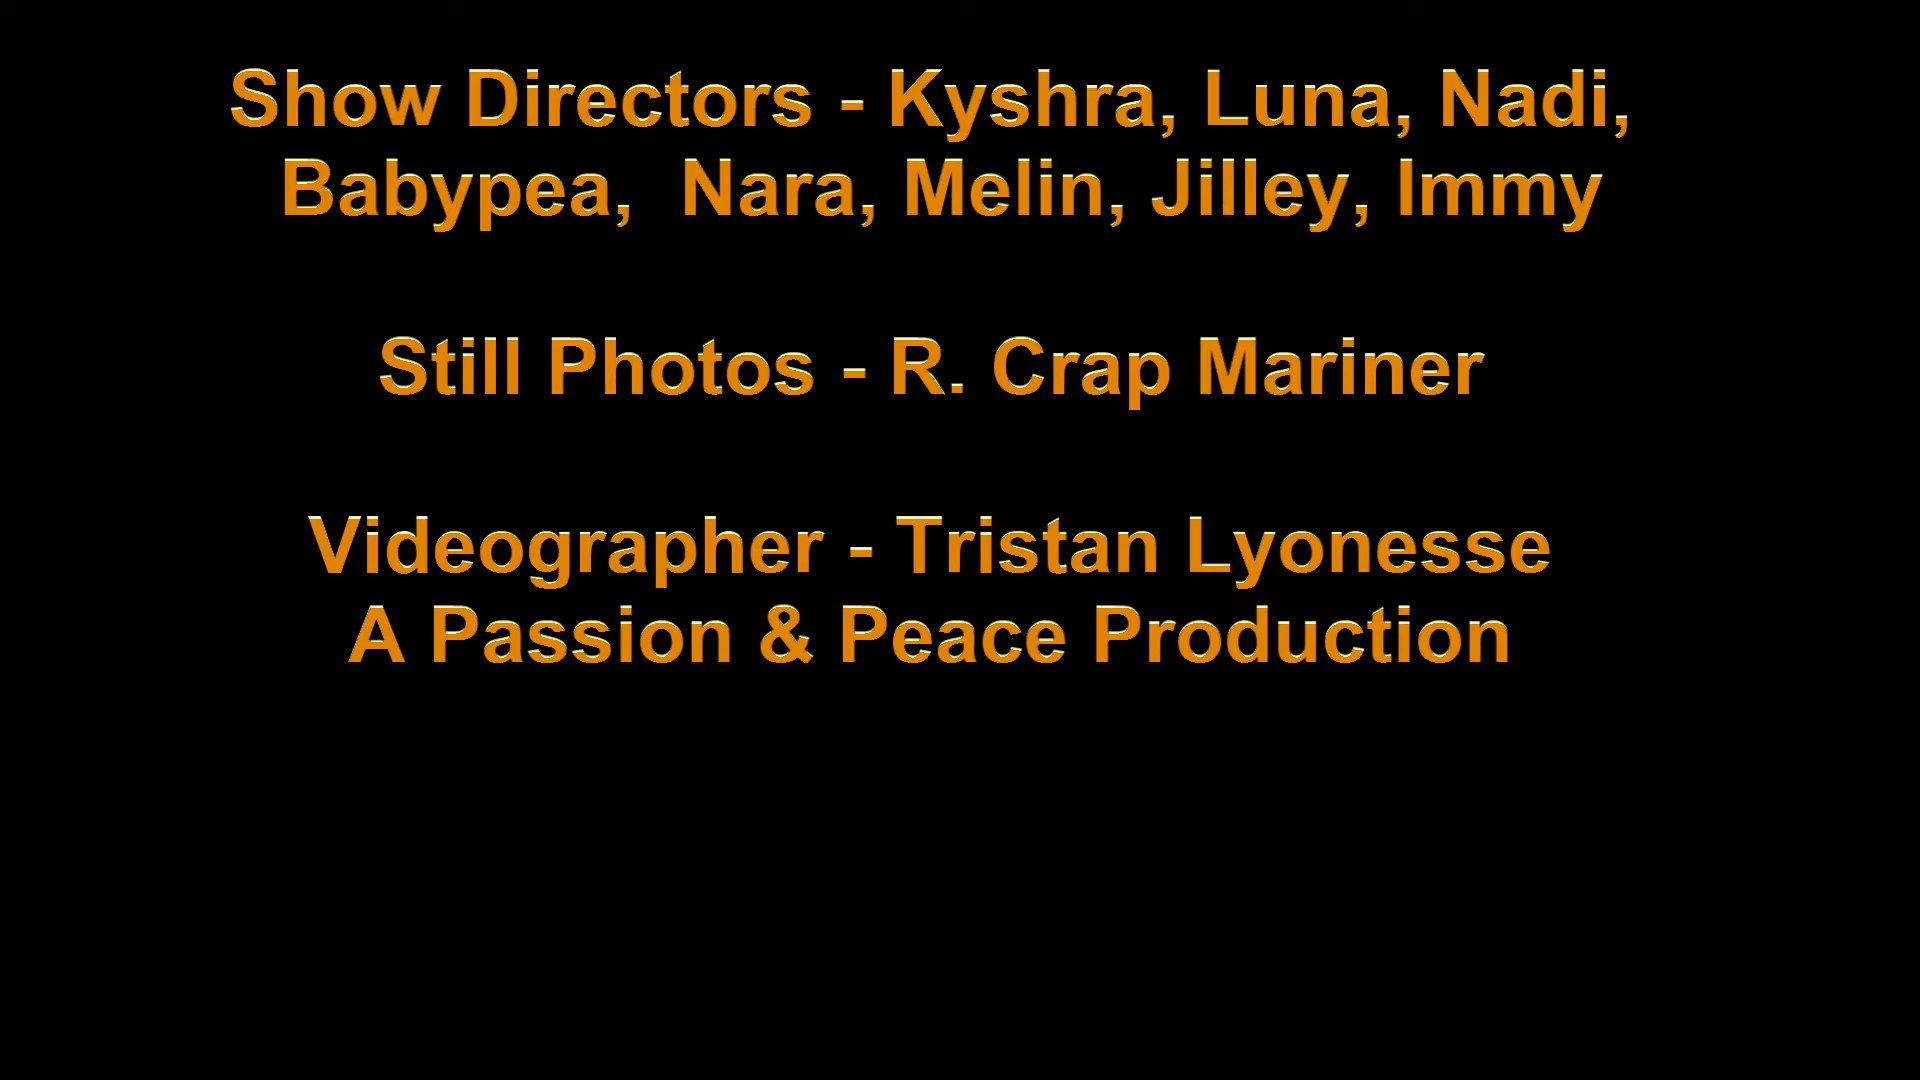 Show Directors - Kyshra, Luna, Nadi,
Babypea,  Nara, Melin, Jilley, Immy
Still Photos - R. Crap Mariner
Videographer - Tristan Lyonesse
A Passion & Peace Production